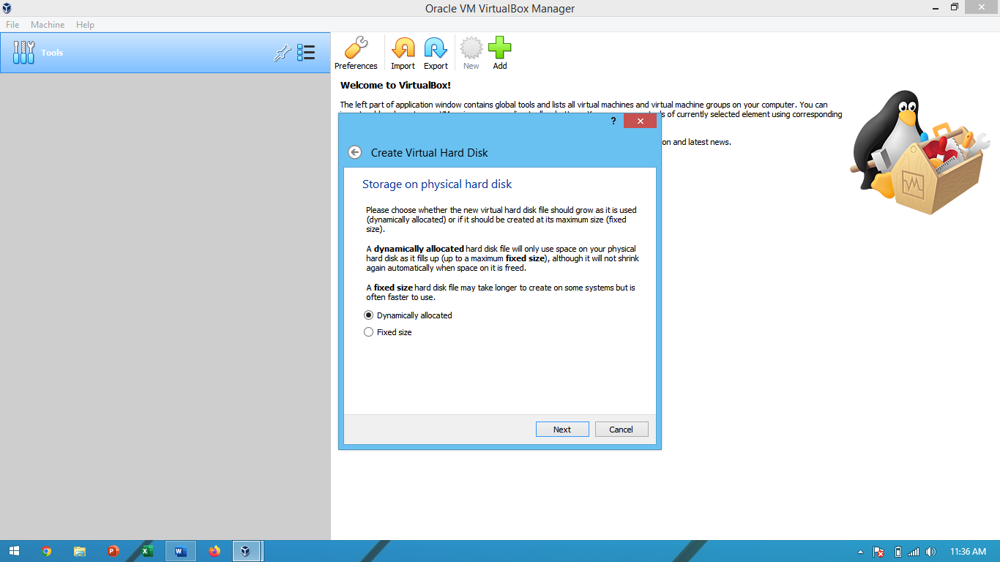 Oracle VM VirtualBox Manager
File Machine Help
Tools
Preferences Import Export New Add
Welcome to VirtualBox!
The left part of application window contains global tools and lists all virtual machines and virtual machine groups on your computer. You can
of currently selected element using corresponding
and latest news.
?
Create Virtual Hard Disk
Storage on physical hard disk
Please choose whether the new virtual hard disk file should grow as it is used
(dynamically allocated) or if it should be created at its maximum size (fixed
size).
A dynamically allocated hard disk file will only use space on your physical
hard disk as it fills up (up to a maximum fixed size), although it will not shrink
again automatically when space on it is freed.
A fixed size hard disk file may take longer to create on some systems but is
often faster to use.
Dynamically allocated
Fixed size
Next Cancel
11:36 AM